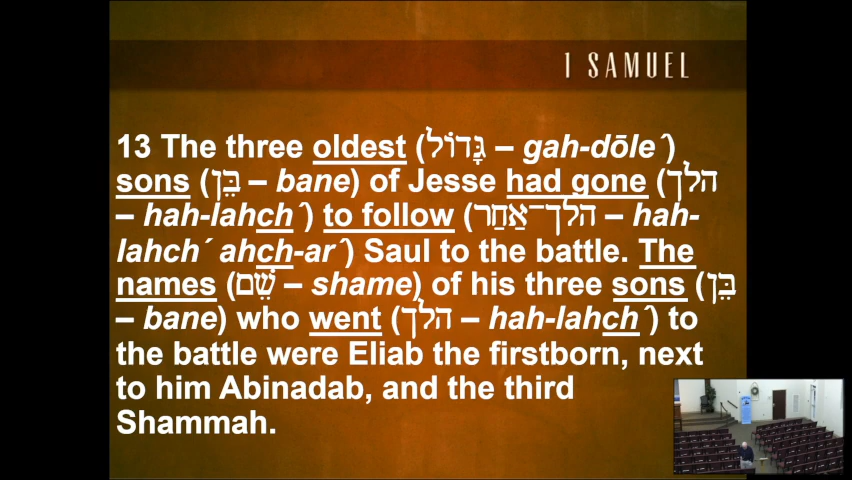 1 SAMUEL
13 The three oldest (גָּדוֹל – gah-dōle´)
sons (בֵּן – bane) of Jesse had gone (הלך
– hah-lahch´) to follow (הלך־אַחַר – hah-
lahch´ ahch-ar´) Saul to the battle. The
names (שֵׁם – shame) of his three sons (בֵּן
– bane) who went (הלך – hah-lahch´) to
the battle were Eliab the firstborn, next
to him Abinadab, and the third
Shammah.